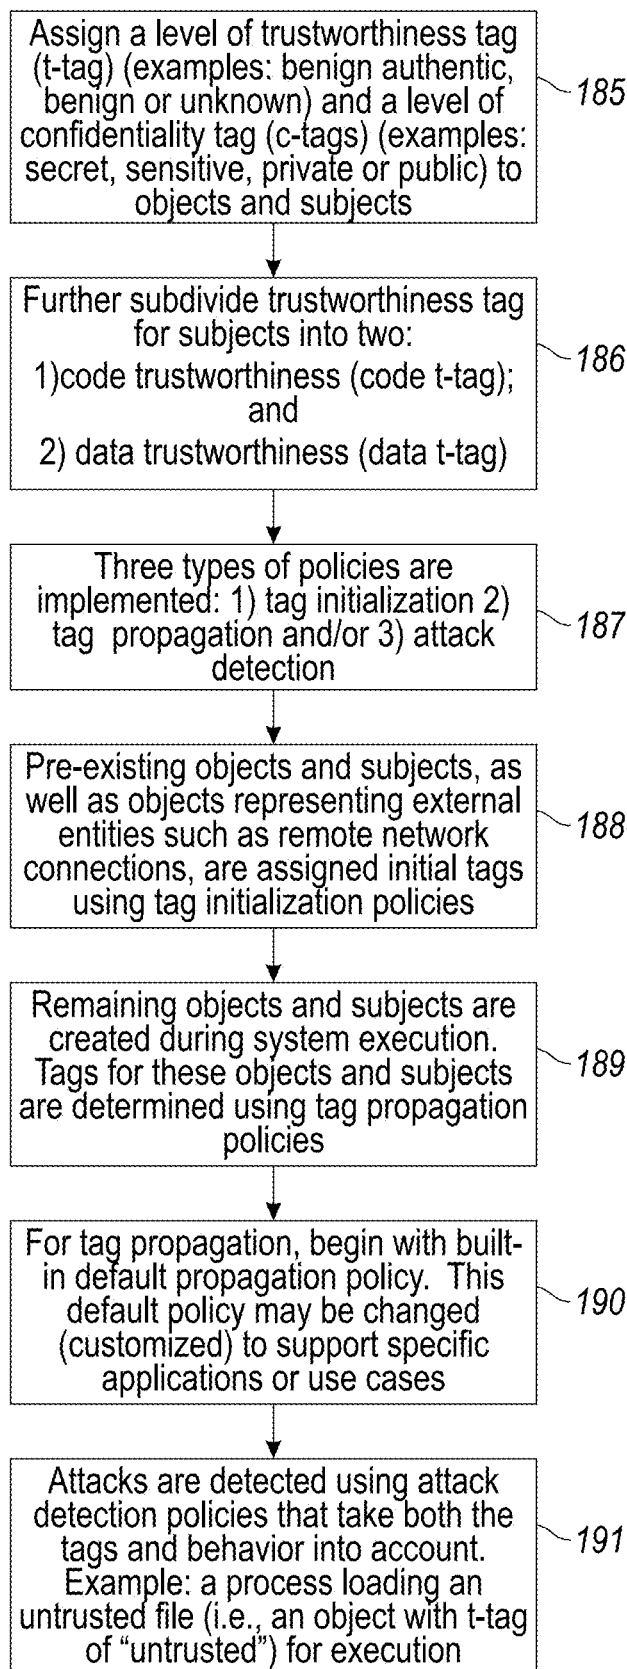 Assign a level of trustworthiness tag
(t-tag) (examples: benign authentic,
benign or unknown) and a level of
confidentiality tag (c-tags) (examples:
secret, sensitive, private or public) to
objects and subjects
185
Further subdivide trustworthiness tag
for subjects into two:
1)code trustworthiness (code t-tag);
and
2) data trustworthiness (data t-tag)
186
Three types of policies are
implemented: 1) tag initialization 2)
tag propagation and/or 3) attack
detection
187
Pre-existing objects and subjects, as
well as objects representing external
entities such as remote network
connections, are assigned initial tags
using tag initialization policies
188
Remaining objects and subjects are
created during system execution.
Tags for these objects and subjects
are determined using tag propagation
policies
189
For tag propagation, begin with built-
in default propagation policy. This
default policy may be changed
(customized) to support specific
applications or use cases
190
Attacks are detected using attack
detection policies that take both the
tags and behavior into account.
Example: a process loading an
untrusted file (i.e., an object with t-tag
of “untrusted”) for execution
191